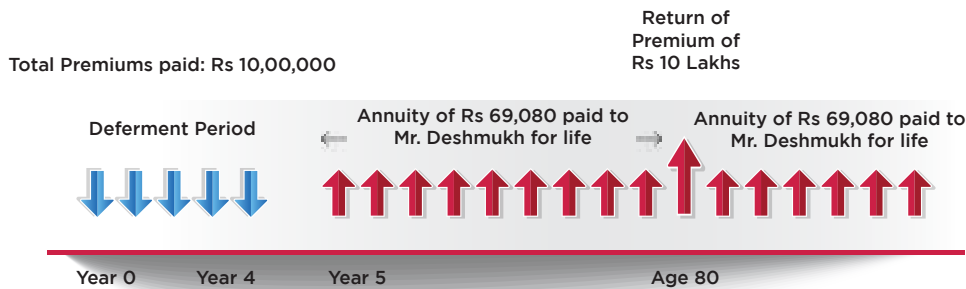 Return of
Premium of
Rs 10 Lakhs
Total Premiums paid: Rs 10,00,000
Deferment Period
Annuity of Rs 69,080 paid to
Mr. Deshmukh for life
Annuity of Rs 69,080 paid to
Mr. Deshmukh for life
Year 0
Year 4
Year 5
Age 80